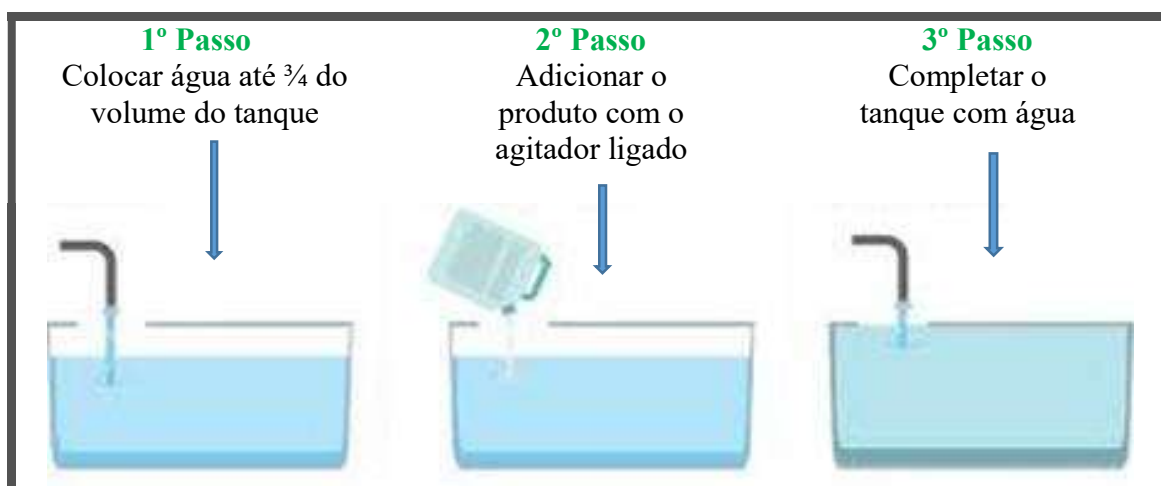 1º Passo
Colocar água até ¾ do
volume do tanque
2º Passo
Adicionar o
produto com o
agitador ligado
3º Passo
Completar o
tanque com água